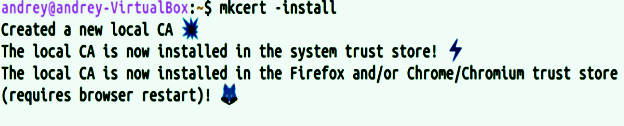 andrey@andrey-VirtualBox:~$ mkcert -install
Created a new local CA 💥
The local CA is now installed in the system trust store! ⚡
The local CA is now installed in the Firefox and/or Chrome/Chromium trust store
(requires browser restart)! 🦊